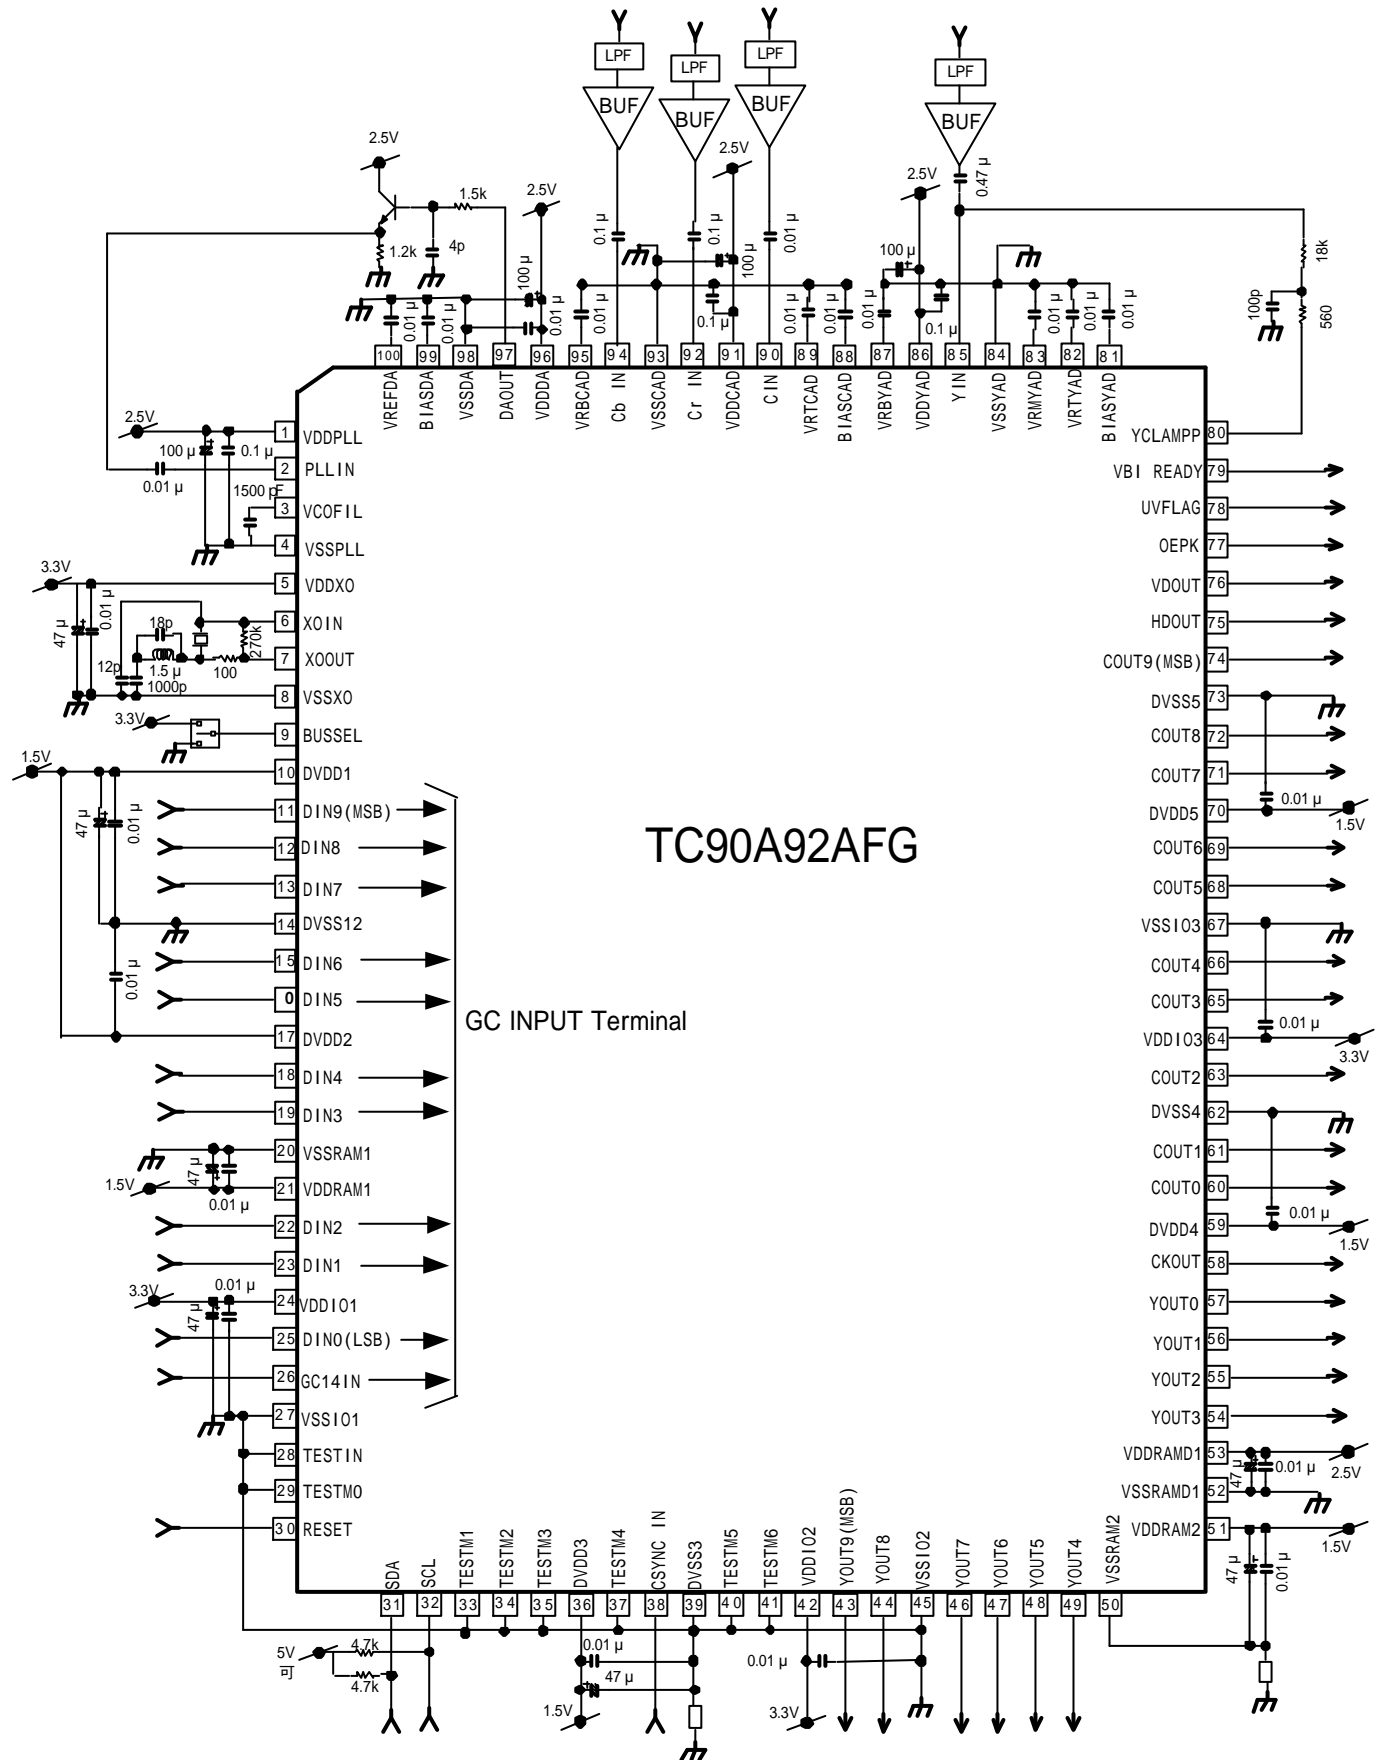 LPF
LPF
LPF
LPF
BUF
BUF
BUF
BUF
2.5V
1.5k
2.5V
2.5V
2.5V
0.47 µ
1.2k
4p
100 µ
0.1 µ
0.1 µ
100 µ
0.01 µ
100 µ
18k
0.01 µ
0.01 µ
0.01 µ
0.01 µ
0.1 µ
0.01 µ
0.01 µ
0.01 µ
0.1 µ
0.01 µ
0.01 µ
0.01 µ
100p
560
100 99 98 97 96 95 94 93 92 91 90 89 88 87 86 85 84 83 82 81
VREFDA
BIASDA
VSSDA
DAOUT
VDDDA
VRBCAD
Cb IN
VSSCAD
Cr IN
VDDCAD
CIN
VRTCAD
BIASCAD
VRBYAD
VDDYAD
YIN
VSSYAD
VRMYAD
VRTYAD
BIASYAD
2.5V
100 µ
0.1 µ
1 VDDPLL
0.01 µ
2 PLLIN
1500 pF
3 VCOFIL
4 VSSPLL
3.3V
5 VDDXO
47 µ
0.01 µ
18p
270k
6 XOIN
12p
1.5 µ
100
7 XOOUT
1000p
8 VSSXO
3.3V
9 BUSSEL
1.5V
10 DVDD1
47 µ
0.01 µ
11 DIN9(MSB)
12 DIN8
13 DIN7
14 DVSS12
0.01 µ
15 DIN6
0 DIN5
17 DVDD2
18 DIN4
19 DIN3
20 VSSRAM1
47 µ
1.5V
21 VDDRAM1
0.01 µ
22 DIN2
23 DIN1
3.3V
0.01 µ
47 µ
24 VDDIO1
25 DIN0(LSB)
26 GC14IN
27 VSSIO1
28 TESTIN
29 TESTM0
30 RESET
TC90A92AFG
GC INPUT Terminal
YCLAMPP 80
VBI READY 79
UVFLAG 78
OEPK 77
VDOUT 76
HDOUT 75
COUT9(MSB) 74
DVSS5 73
COUT8 72
COUT7 71
0.01 µ
DVDD5 70
1.5V
COUT6 69
COUT5 68
VSSIO3 67
COUT4 66
COUT3 65
0.01 µ
VDDIO3 64
3.3V
COUT2 63
DVSS4 62
COUT1 61
COUT0 60
0.01 µ
DVDD4 59
1.5V
CKOUT 58
YOUT0 57
YOUT1 56
YOUT2 55
YOUT3 54
VDDRAMD1 53
47 µ
0.01 µ
2.5V
VSSRAMD1 52
VDDRAM2 51
1.5V
47 µ
0.01 µ
SDA
SCL
TESTM1
TESTM2
TESTM3
DVDD3
TESTM4
CSYNC IN
DVSS3
TESTM5
TESTM6
VDDIO2
YOUT9(MSB)
YOUT8
VSSIO2
YOUT7
YOUT6
YOUT5
YOUT4
VSSRAM2
31 32 33 34 35 36 37 38 39 40 41 42 43 44 45 46 47 48 49 50
5V
可
4.7k
4.7k
0.01 µ
47 µ
1.5V
0.01 µ
3.3V